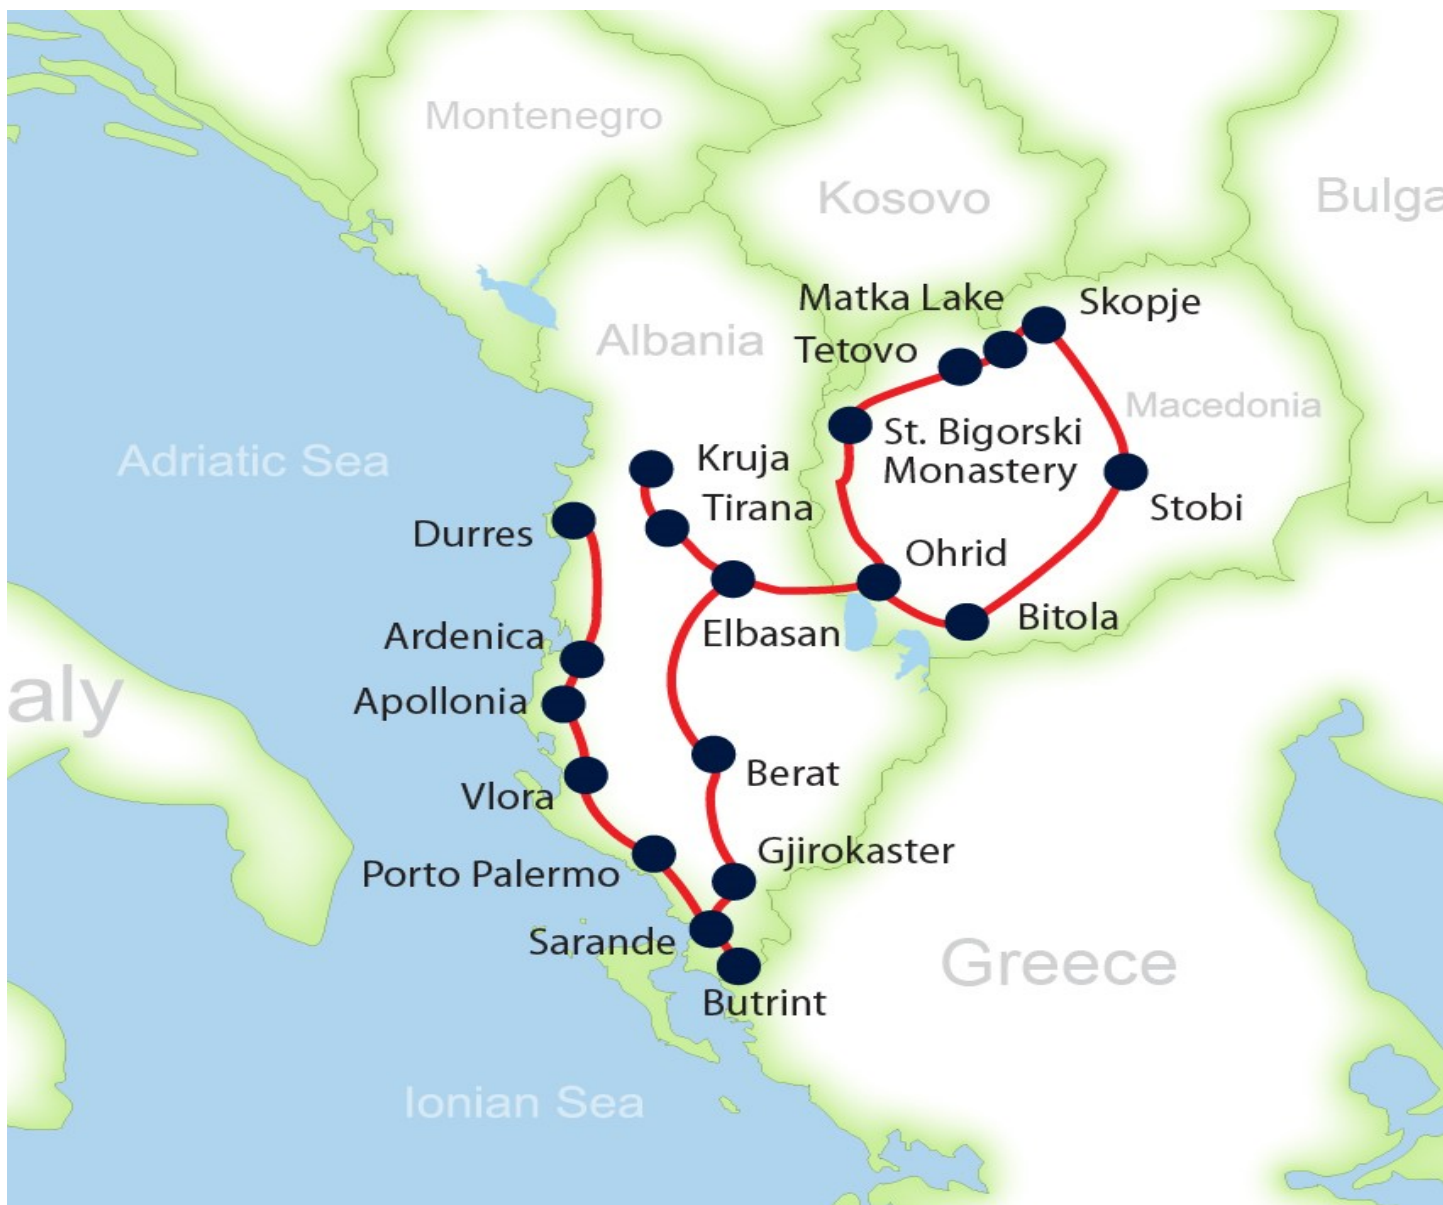 Montenegro
Kosovo
Bulga
Matka Lake
Skopje
Albania
Tetovo
Macedonia
St. Bigorski
Monastery
Adriatic Sea
Kruja
Tirana
Stobi
Durres
Ohrid
Bitola
Elbasan
Ardenica
aly
Apollonia
Berat
Vlora
Gjirokaster
Porto Palermo
Sarande
Greece
Butrint
Ionian Sea